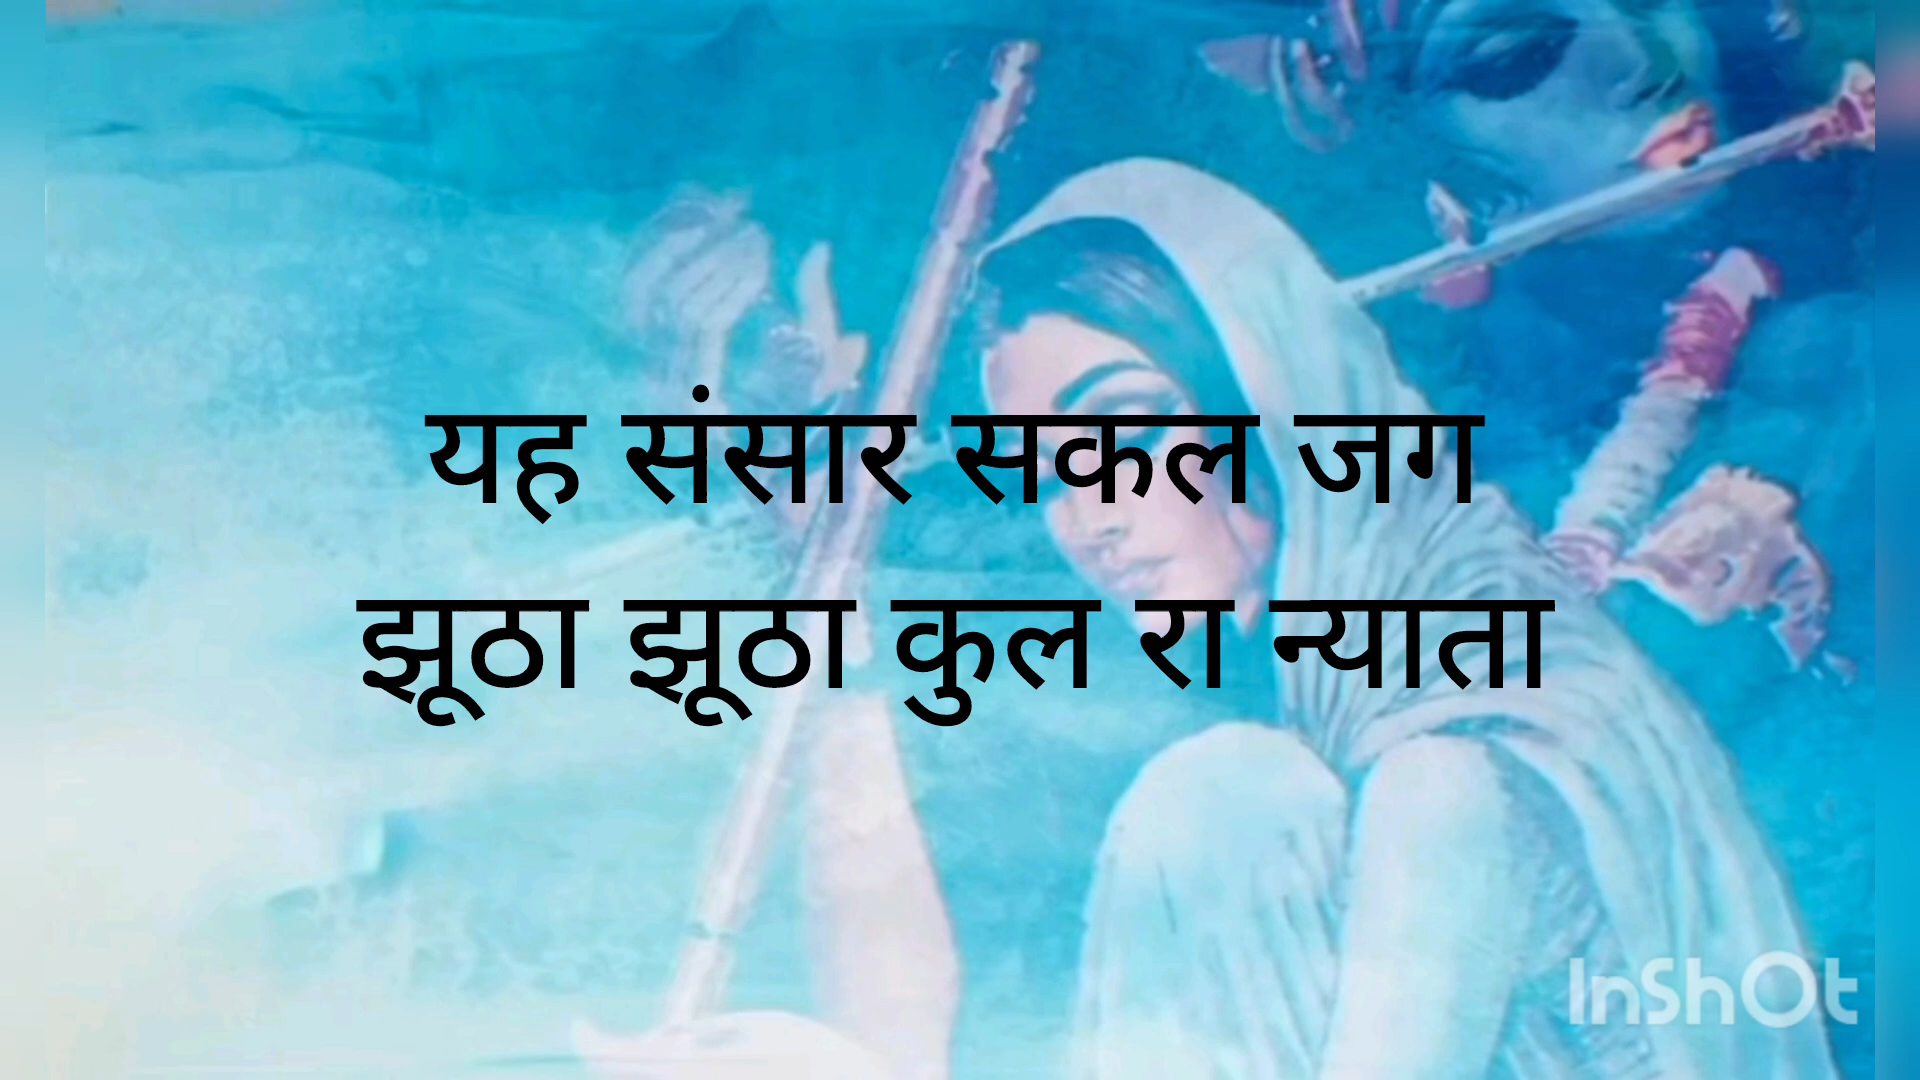 यह संसार सकल जग
झूठा झूठा कुल रा न्याता
InShOt